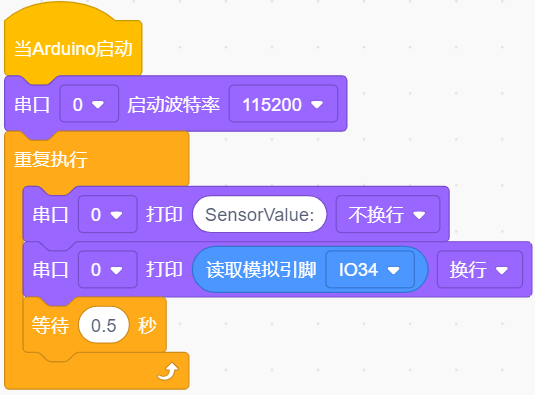 当Arduino启动
串口 0 启动波特率 115200
重复执行
串口 0 打印 SensorValue: 不换行
串口 0 打印 读取模拟引脚 IO34 换行
等待 0.5 秒